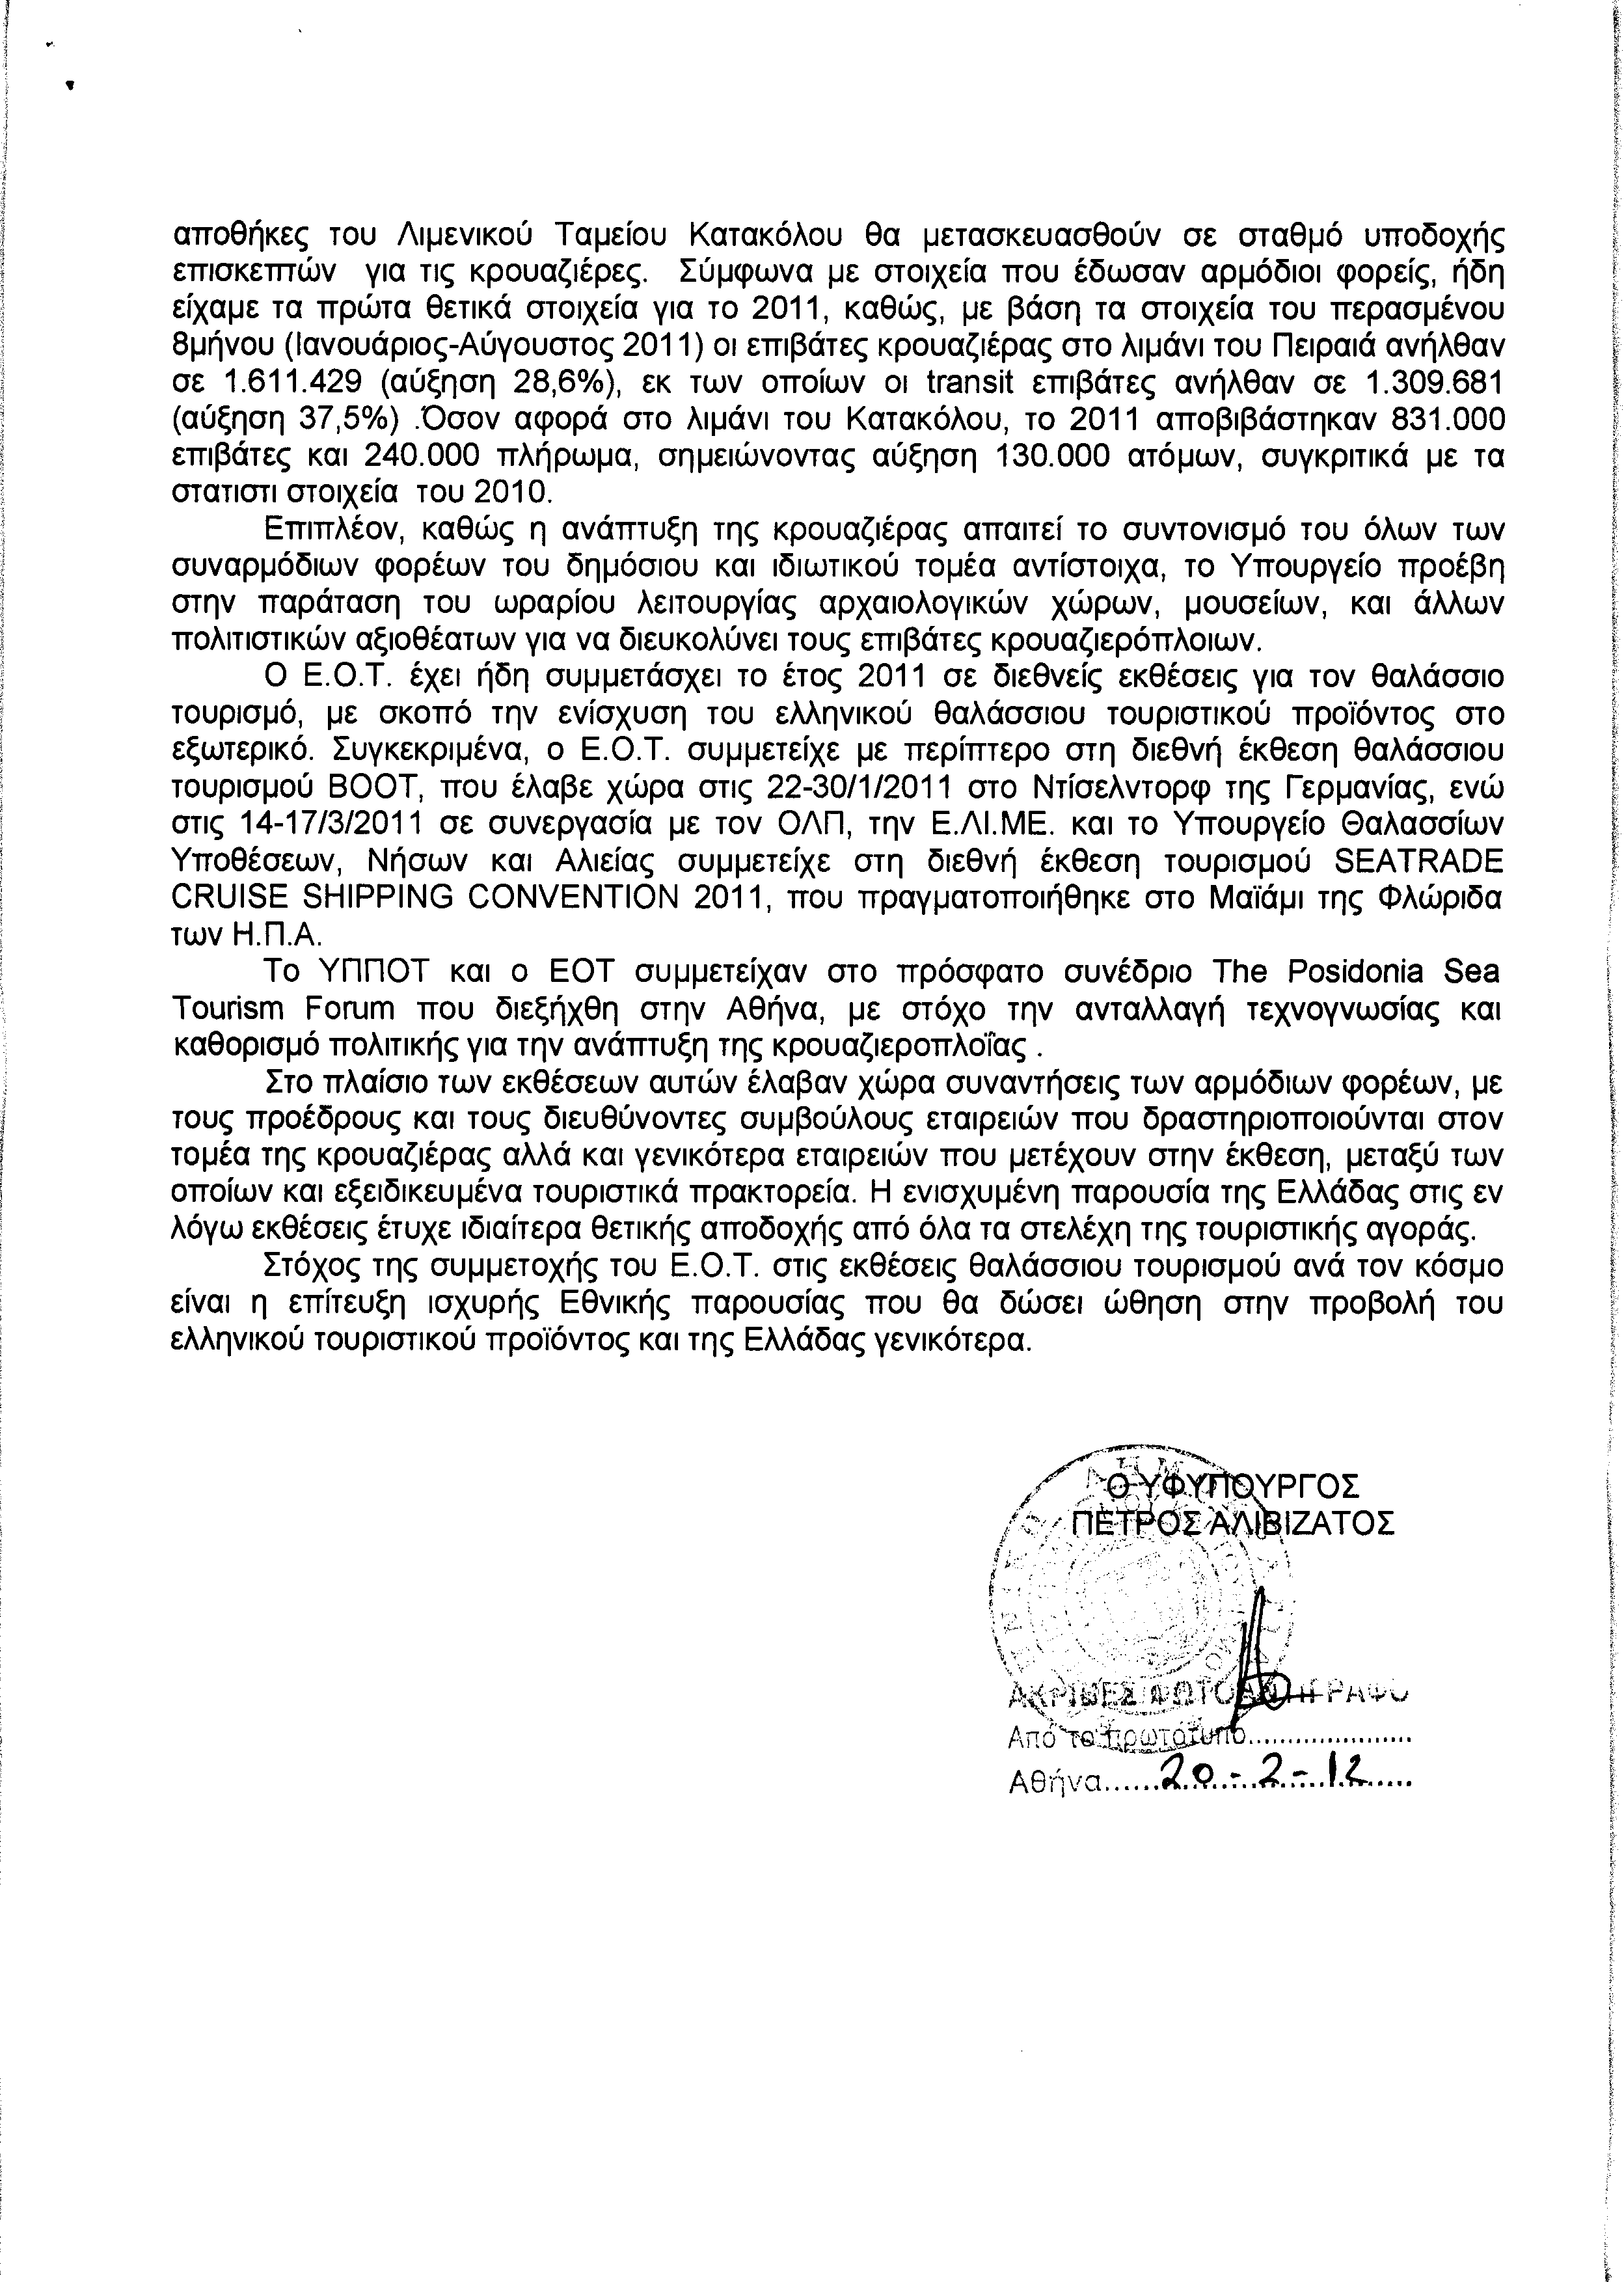 αποθήκες του Λιμενικού Ταμείου Κατακόλου θα μετασκευασθούν σε σταθμό υποδοχής
επισκεπτών για τις κρουαζιέρες. Σύμφωνα με στοιχεία που έδωσαν αρμόδιοι φορείς, ήδη
είχαμε τα πρώτα θετικά στοιχεία για το 2011, καθώς, με βάση τα στοιχεία του περασμένου
8μήνου (Ιανουάριος-Αύγουστος 2011) οι επιβάτες κρουαζιέρας στο λιμάνι του Πειραιά ανήλθαν
σε 1.611.429 (αύξηση 28,6%), εκ των οποίων οι transit επιβάτες ανήλθαν σε 1.309.681
(αύξηση 37,5%) .Όσον αφορά στο λιμάνι του Κατακόλου, το 2011 αποβιβάστηκαν 831.000
επιβάτες και 240.000 πλήρωμα, σημειώνοντας αύξηση 130.000 ατόμων, συγκριτικά με τα
στατιστι στοιχεία του 2010.
Επιπλέον, καθώς η ανάπτυξη της κρουαζιέρας απαιτεί το συντονισμό του όλων των
συναρμόδιων φορέων του δημόσιου και ιδιωτικού τομέα αντίστοιχα, το Υπουργείο προέβη
στην παράταση του ωραρίου λειτουργίας αρχαιολογικών χώρων, μουσείων, και άλλων
πολιτιστικών αξιοθέατων για να διευκολύνει τους επιβάτες κρουαζιερόπλοιων.
Ο Ε.Ο.Τ. έχει ήδη συμμετάσχει το έτος 2011 σε διεθνείς εκθέσεις για τον θαλάσσιο
τουρισμό, με σκοπό την ενίσχυση του ελληνικού θαλάσσιου τουριστικού προϊόντος στο
εξωτερικό. Συγκεκριμένα, ο Ε.Ο.Τ. συμμετείχε με περίπτερο στη διεθνή έκθεση θαλάσσιου
τουρισμού BOOT, που έλαβε χώρα στις 22-30/1/2011 στο Ντίσελντορφ της Γερμανίας, ενώ
στις 14-17/3/2011 σε συνεργασία με τον ΟΛΠ, την Ε.ΛΙ.ΜΕ. και το Υπουργείο Θαλασσίων
Υποθέσεων, Νήσων και Αλιείας συμμετείχε στη διεθνή έκθεση τουρισμού SEATRADE
CRUISE SHIPPING CONVENTION 2011, που πραγματοποιήθηκε στο Μαϊάμι της Φλώριδα
των Η.Π.Α.
Το ΥΠΠΟΤ και ο ΕΟΤ συμμετείχαν στο πρόσφατο συνέδριο The Posidonia Sea
Tourism Forum που διεξήχθη στην Αθήνα, με στόχο την ανταλλαγή τεχνογνωσίας και
καθορισμό πολιτικής για την ανάπτυξη της κρουαζιεροπλοΐας .
Στο πλαίσιο των εκθέσεων αυτών έλαβαν χώρα συναντήσεις των αρμόδιων φορέων, με
τους προέδρους και τους διευθύνοντες συμβούλους εταιρειών που δραστηριοποιούνται στον
τομέα της κρουαζιέρας αλλά και γενικότερα εταιρειών που μετέχουν στην έκθεση, μεταξύ των
οποίων και εξειδικευμένα τουριστικά πρακτορεία. Η ενισχυμένη παρουσία της Ελλάδας στις εν
λόγω εκθέσεις έτυχε ιδιαίτερα θετικής αποδοχής από όλα τα στελέχη της τουριστικής αγοράς.
Στόχος της συμμετοχής του Ε.Ο.Τ. στις εκθέσεις θαλάσσιου τουρισμού ανά τον κόσμο
είναι η επίτευξη ισχυρής Εθνικής παρουσίας που θα δώσει ώθηση στην προβολή του
ελληνικού τουριστικού προϊόντος και της Ελλάδας γενικότερα.
Ο ΥΦΥΠΟΥΡΓΟΣ
ΠΕΤΡΟΣ ΑΛΙΒΙΖΑΤΟΣ
ΑΚΡΙΒΕΣ
Από το πρωτότυπο......................
Αθήνα......20.-.2.-.12......